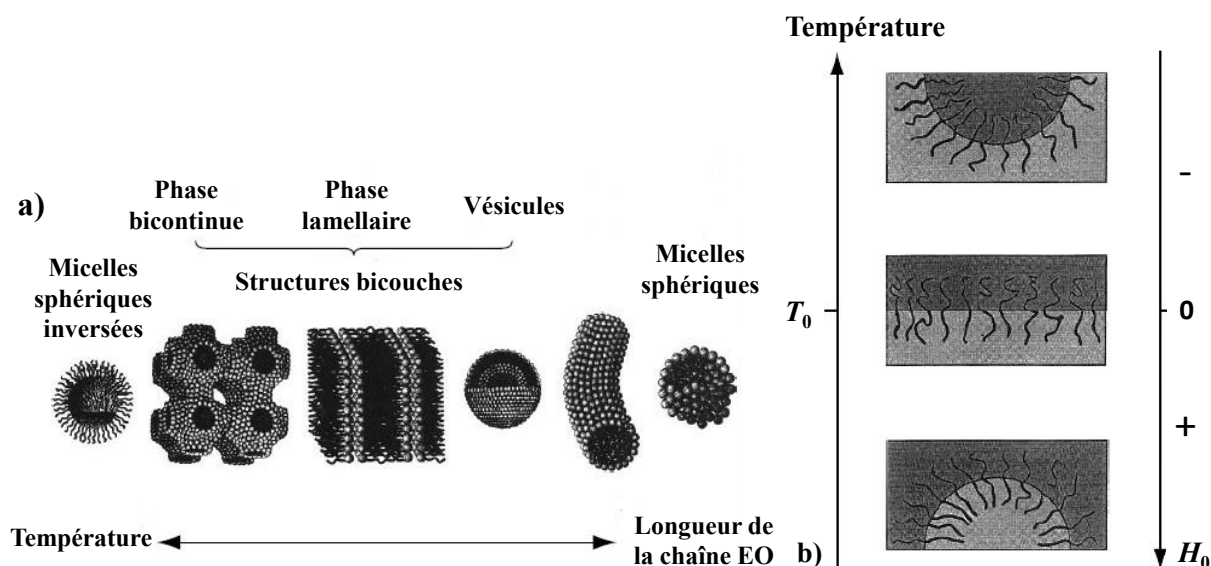 Température
a)
Phase
bicontinue
Phase
lamellaire
Vésicules
Structures bicouches
Micelles
sphériques
inversées
Micelles
sphériques
Température
Longueur de
la chaîne EO
b)
-
T0
0
+
H0